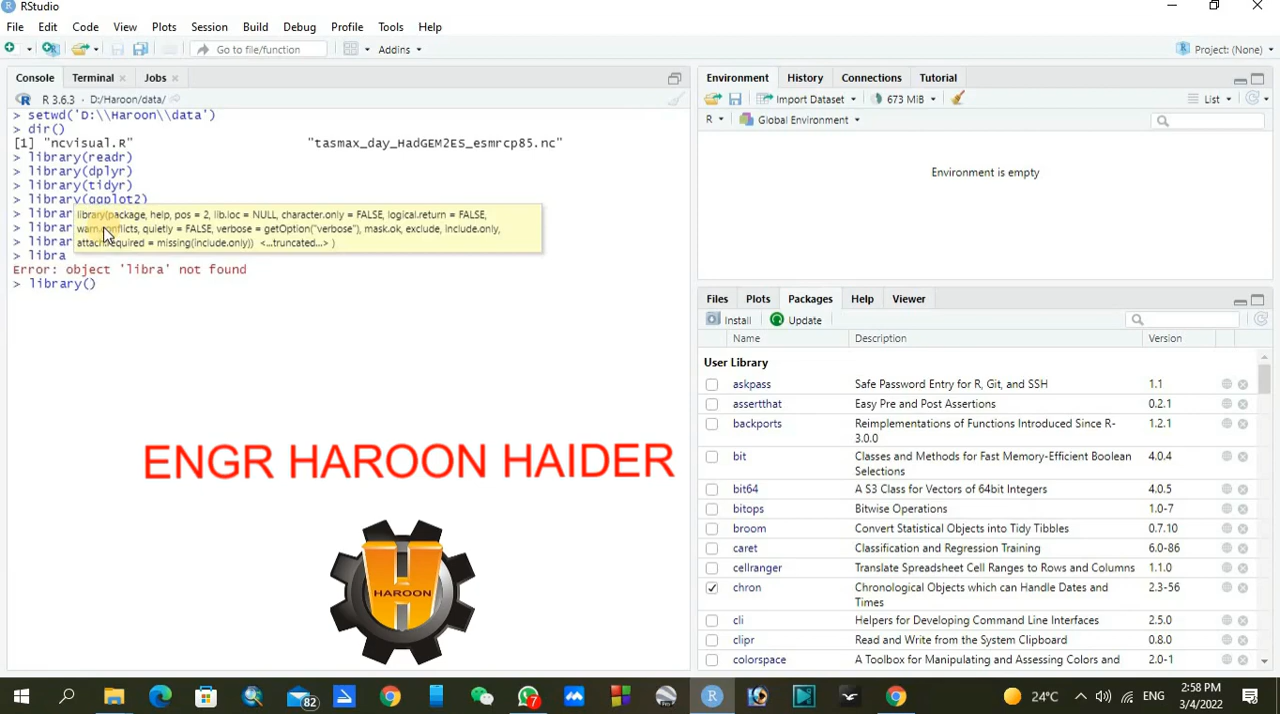 RStudio
File Edit Code View Plots Session Build Debug Profile Tools Help
Go to file/function Addins Project: (None)
Console Terminal Jobs
R 3.6.3 · D:/Haroon/data/
> setwd('D:\\Haroon\\data')
> dir()
[1] "ncvisual.R" "tasmax_day_HadGEM2ES_esmrcp85.nc"
> library(readr)
> library(dplyr)
> library(tidyr)
> library(ggplot2)
> librar
> librar
> librar
library(package, help, pos = 2, lib.loc = NULL, character.only = FALSE, logical.return = FALSE,
warn.conflicts, quietly = FALSE, verbose = getOption("verbose"), mask.ok, exclude, include.only,
attach.required = missing(include.only)) <...truncated...> )
> libra
Error: object 'libra' not found
> library()
ENGR HAROON HAIDER
H
HAROON
Environment History Connections Tutorial
Import Dataset 673 MiB List
R Global Environment
Environment is empty
Files Plots Packages Help Viewer
Install Update
Name Description Version
User Library
askpass Safe Password Entry for R, Git, and SSH 1.1
assertthat Easy Pre and Post Assertions 0.2.1
backports Reimplementations of Functions Introduced Since R- 1.2.1
3.0.0
bit Classes and Methods for Fast Memory-Efficient Boolean 4.0.4
Selections
bit64 A S3 Class for Vectors of 64bit Integers 4.0.5
bitops Bitwise Operations 1.0-7
broom Convert Statistical Objects into Tidy Tibbles 0.7.10
caret Classification and Regression Training 6.0-86
cellranger Translate Spreadsheet Cell Ranges to Rows and Columns 1.1.0
chron Chronological Objects which can Handle Dates and 2.3-56
Times
cli Helpers for Developing Command Line Interfaces 2.5.0
clipr Read and Write from the System Clipboard 0.8.0
colorspace A Toolbox for Manipulating and Assessing Colors and 2.0-1
82 7 R 24°C ENG 2:58 PM
3/4/2022